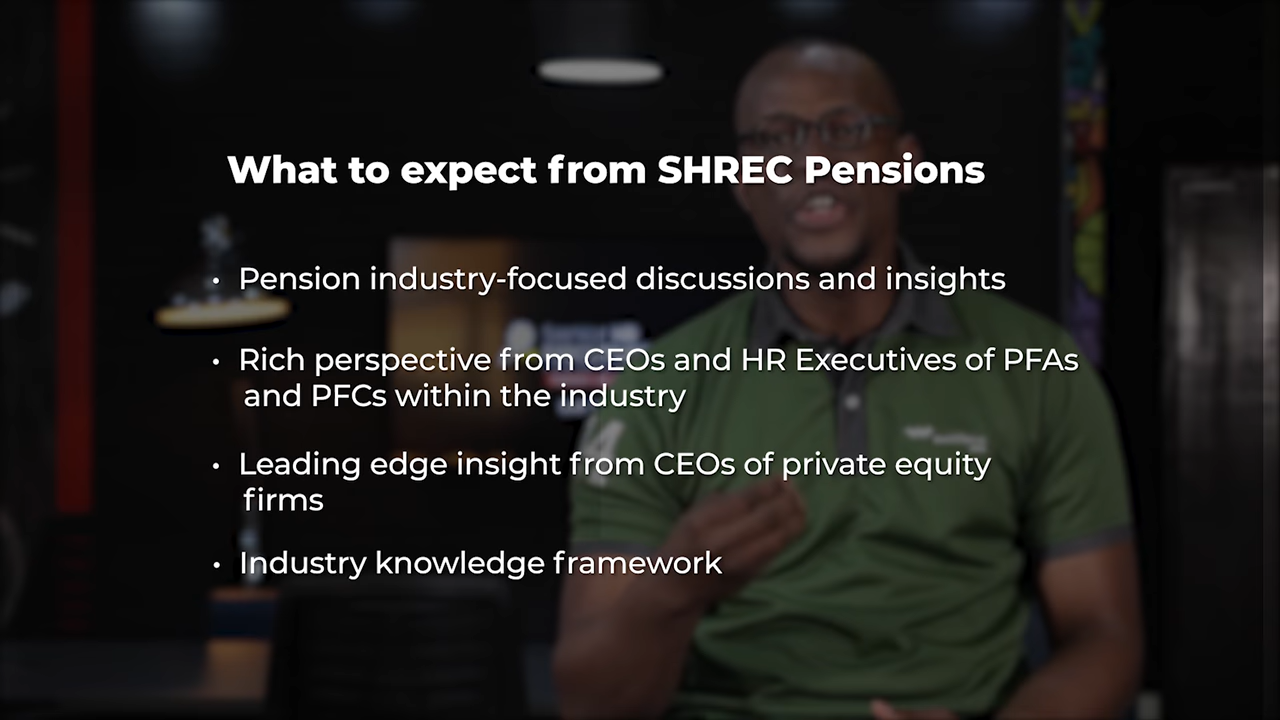 What to expect from SHREC Pensions
• Pension industry-focused discussions and insights
• Rich perspective from CEOs and HR Executives of PFAs
and PFCs within the industry
• Leading edge insight from CEOs of private equity
firms
• Industry knowledge framework